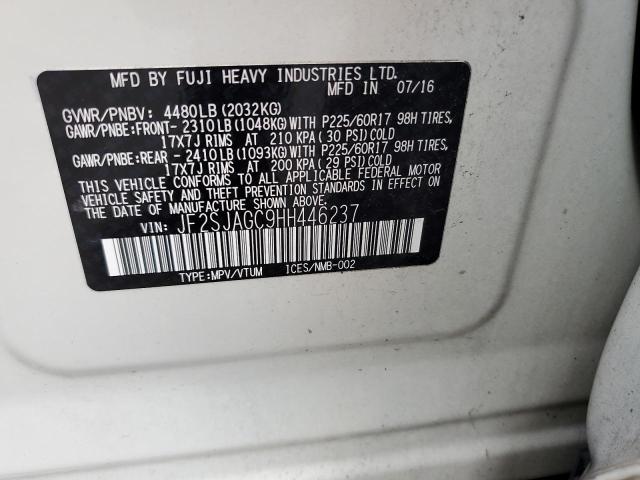 MFD BY FUJI HEAVY INDUSTRIES LTD.
MFD IN 07/16
GVWR/PNBV: 4480LB (2032KG)
GAWR/PNBE:FRONT- 2310LB (1048KG)WITH P225/60R17 98H TIRES,
17X7J RIMS AT 210 KPA (30 PSI)COLD
GAWR/PNBE:REAR - 2410LB (1093KG)WITH P225/60R17 98H TIRES,
17X7J RIMS AT 200 KPA (29 PSI)COLD
THIS VEHICLE CONFORMS TO ALL APPLICABLE FEDERAL MOTOR
VEHICLE SAFETY AND THEFT PREVENTION STANDARDS IN EFFECT
ON THE DATE OF MANUFACTURE SHOWN ABOVE.
VIN: JF2SJAGC9HH446237
TYPE:MPV/VTUM ICES/NMB-002